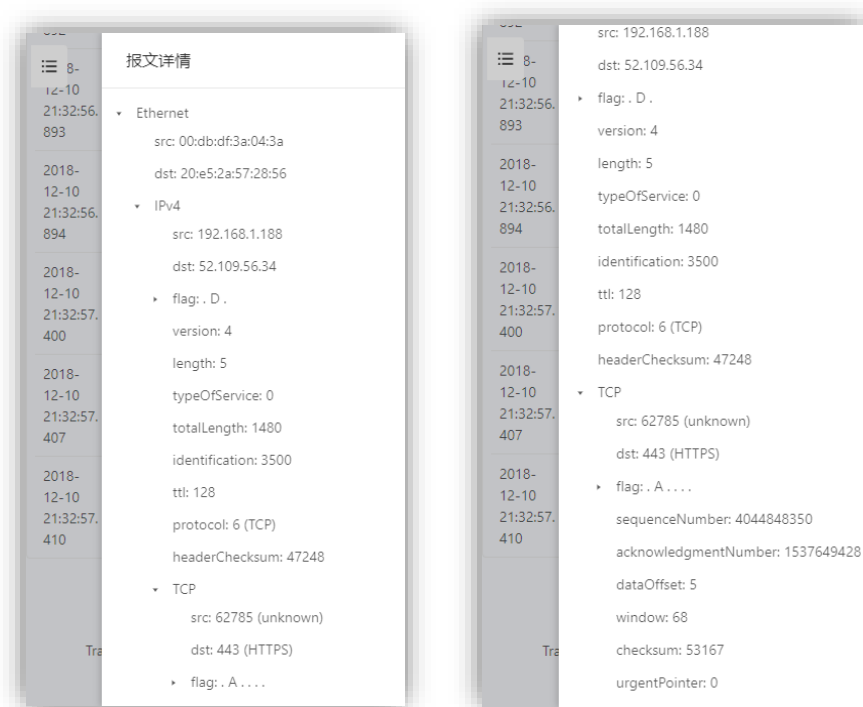 8-
12-10
21:32:56.
893
2018-
12-10
21:32:56.
894
2018-
12-10
21:32:57.
400
2018-
12-10
21:32:57.
407
2018-
12-10
21:32:57.
410
Tra
报文详情
Ethernet
src: 00:db:df:3a:04:3a
dst: 20:e5:2a:57:28:56
IPv4
src: 192.168.1.188
dst: 52.109.56.34
flag: . D .
version: 4
length: 5
typeOfService: 0
totalLength: 1480
identification: 3500
ttl: 128
protocol: 6 (TCP)
headerChecksum: 47248
TCP
src: 62785 (unknown)
dst: 443 (HTTPS)
flag: . A . . . .
8-
12-10
21:32:56.
893
2018-
12-10
21:32:56.
894
2018-
12-10
21:32:57.
400
2018-
12-10
21:32:57.
407
2018-
12-10
21:32:57.
410
Tra
src: 192.168.1.188
dst: 52.109.56.34
flag: . D .
version: 4
length: 5
typeOfService: 0
totalLength: 1480
identification: 3500
ttl: 128
protocol: 6 (TCP)
headerChecksum: 47248
TCP
src: 62785 (unknown)
dst: 443 (HTTPS)
flag: . A . . . .
sequenceNumber: 4044848350
acknowledgmentNumber: 1537649428
dataOffset: 5
window: 68
checksum: 53167
urgentPointer: 0